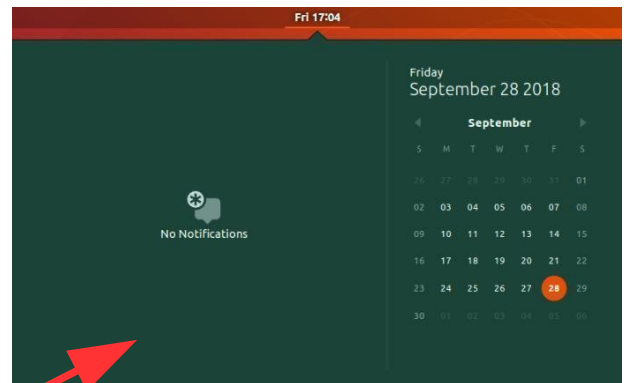 Fri 17:04
No Notifications
Friday
September 28 2018
September
S M T W T F S
26 27 28 29 30 31 01
02 03 04 05 06 07 08
09 10 11 12 13 14 15
16 17 18 19 20 21 22
23 24 25 26 27 28 29
30 01 02 03 04 05 06